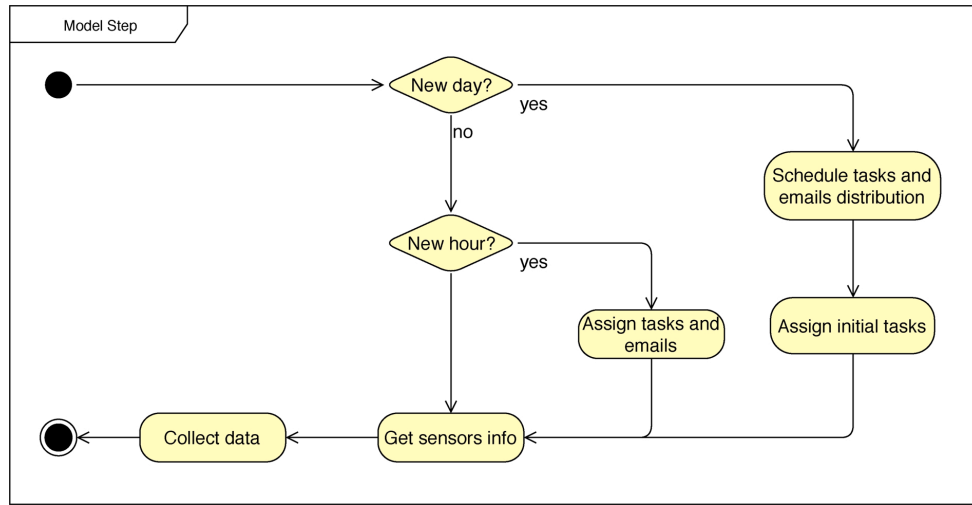 Model Step
New day?
yes
no
Schedule tasks and
emails distribution
New hour?
yes
Assign tasks and
emails
Assign initial tasks
Collect data
Get sensors info